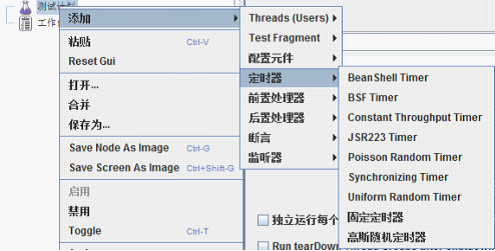 测试计划
工作
添加
粘贴 Ctrl-V
Reset Gui
打开...
合并
保存为...
Save Node As Image Ctrl-G
Save Screen As Image Ctrl+Shift-G
启用
禁用
Toggle Ctrl-T
Threads (Users)
Test Fragment
配置元件
定时器
前置处理器
后置处理器
断言
监听器
BeanShell Timer
BSF Timer
Constant Throughput Timer
JSR223 Timer
Poisson Random Timer
Synchronizing Timer
Uniform Random Timer
固定定时器
高斯随机定时器
独立运行每个
Run tearDow